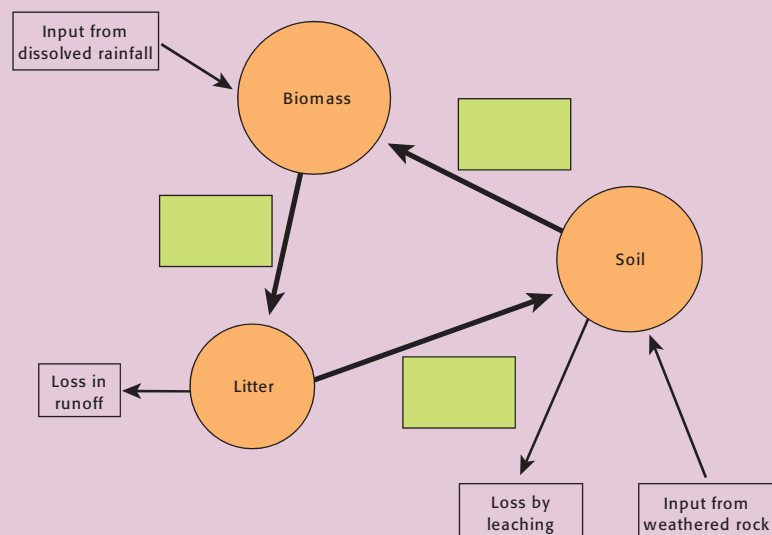 Input from
dissolved rainfall
Biomass
Soil
Litter
Loss in
runoff
Loss by
leaching
Input from
weathered rock